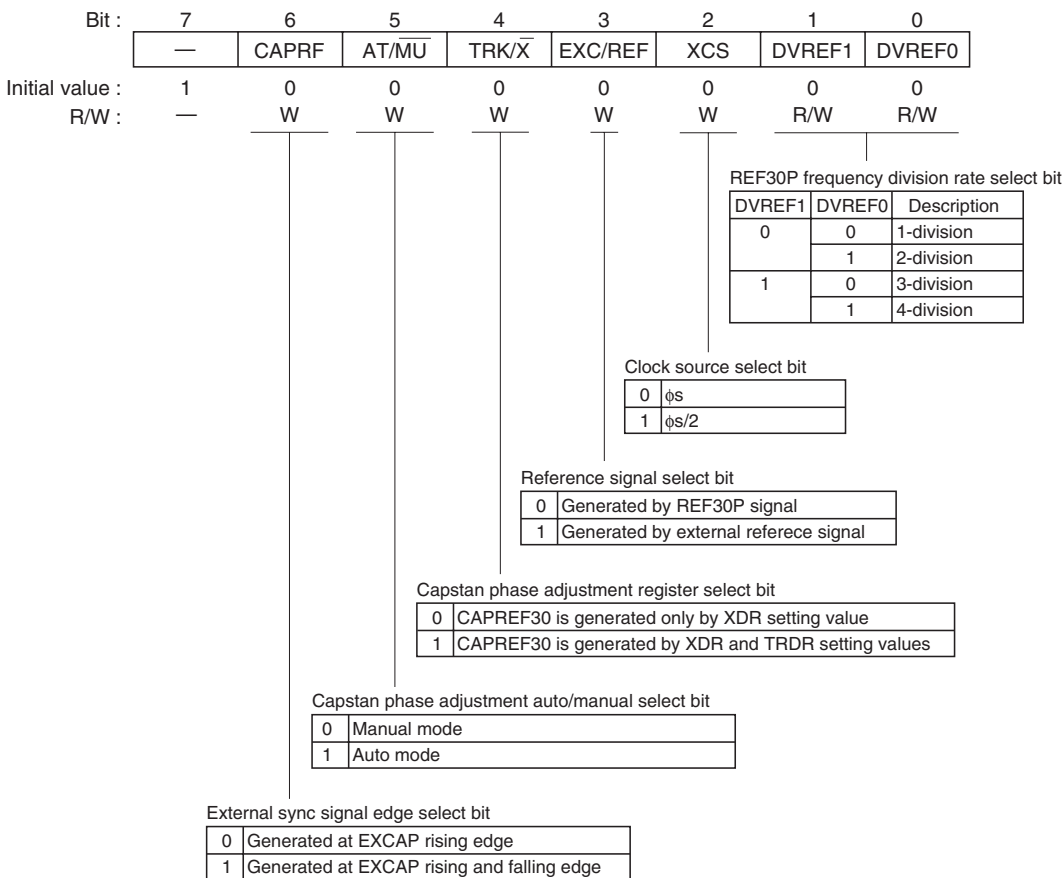 Bit : 7 6 5 4 3 2 1 0
— CAPRF AT/M̅U̅ TRK/X̅ EXC/REF XCS DVREF1 DVREF0
Initial value : 1 0 0 0 0 0 0 0
R/W : — W W W W W R/W R/W
REF30P frequency division rate select bit
DVREF1 DVREF0 Description
0 0 1-division
1 2-division
1 0 3-division
1 4-division
Clock source select bit
0 ϕs
1 ϕs/2
Reference signal select bit
0 Generated by REF30P signal
1 Generated by external referece signal
Capstan phase adjustment register select bit
0 CAPREF30 is generated only by XDR setting value
1 CAPREF30 is generated by XDR and TRDR setting values
Capstan phase adjustment auto/manual select bit
0 Manual mode
1 Auto mode
External sync signal edge select bit
0 Generated at EXCAP rising edge
1 Generated at EXCAP rising and falling edge